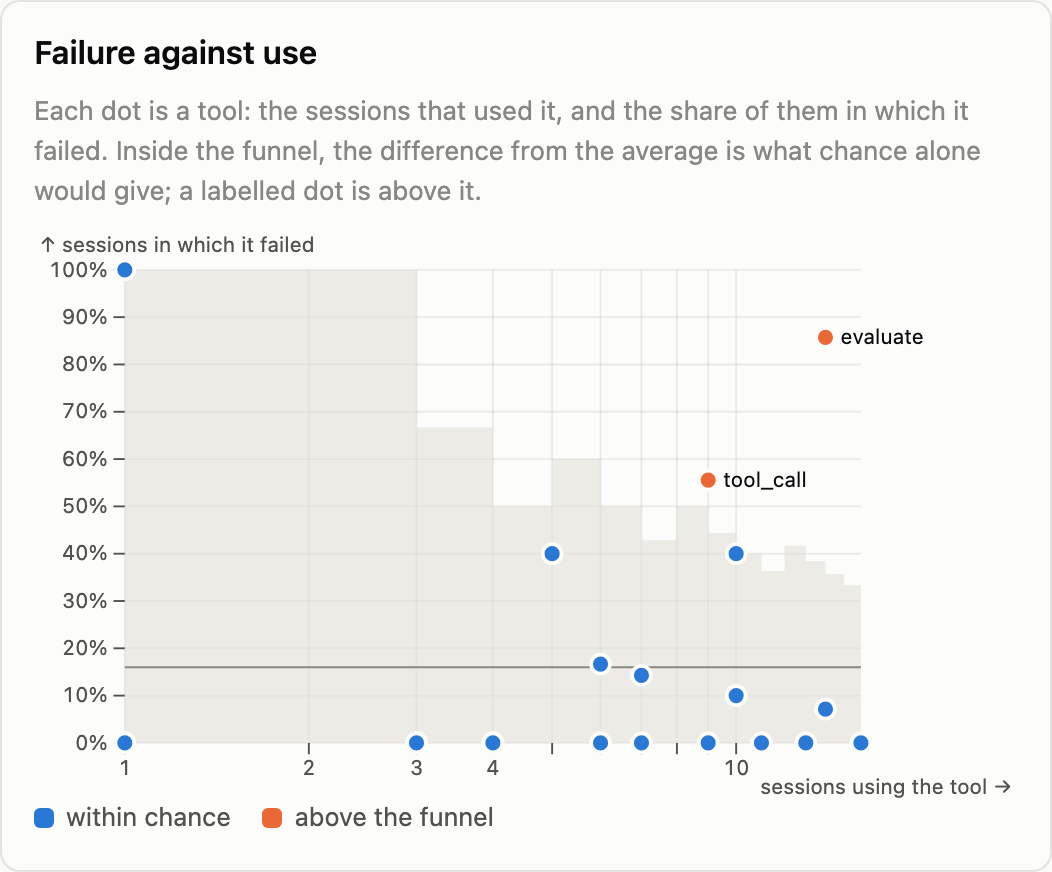 Failure against use
Each dot is a tool: the sessions that used it, and the share of them in which it
failed. Inside the funnel, the difference from the average is what chance alone
would give; a labelled dot is above it.
↑ sessions in which it failed
100%
90%
evaluate
80%
70%
60%
tool_call
50%
40%
30%
20%
10%
0%
1 2 3 4 10
sessions using the tool →
within chance above the funnel